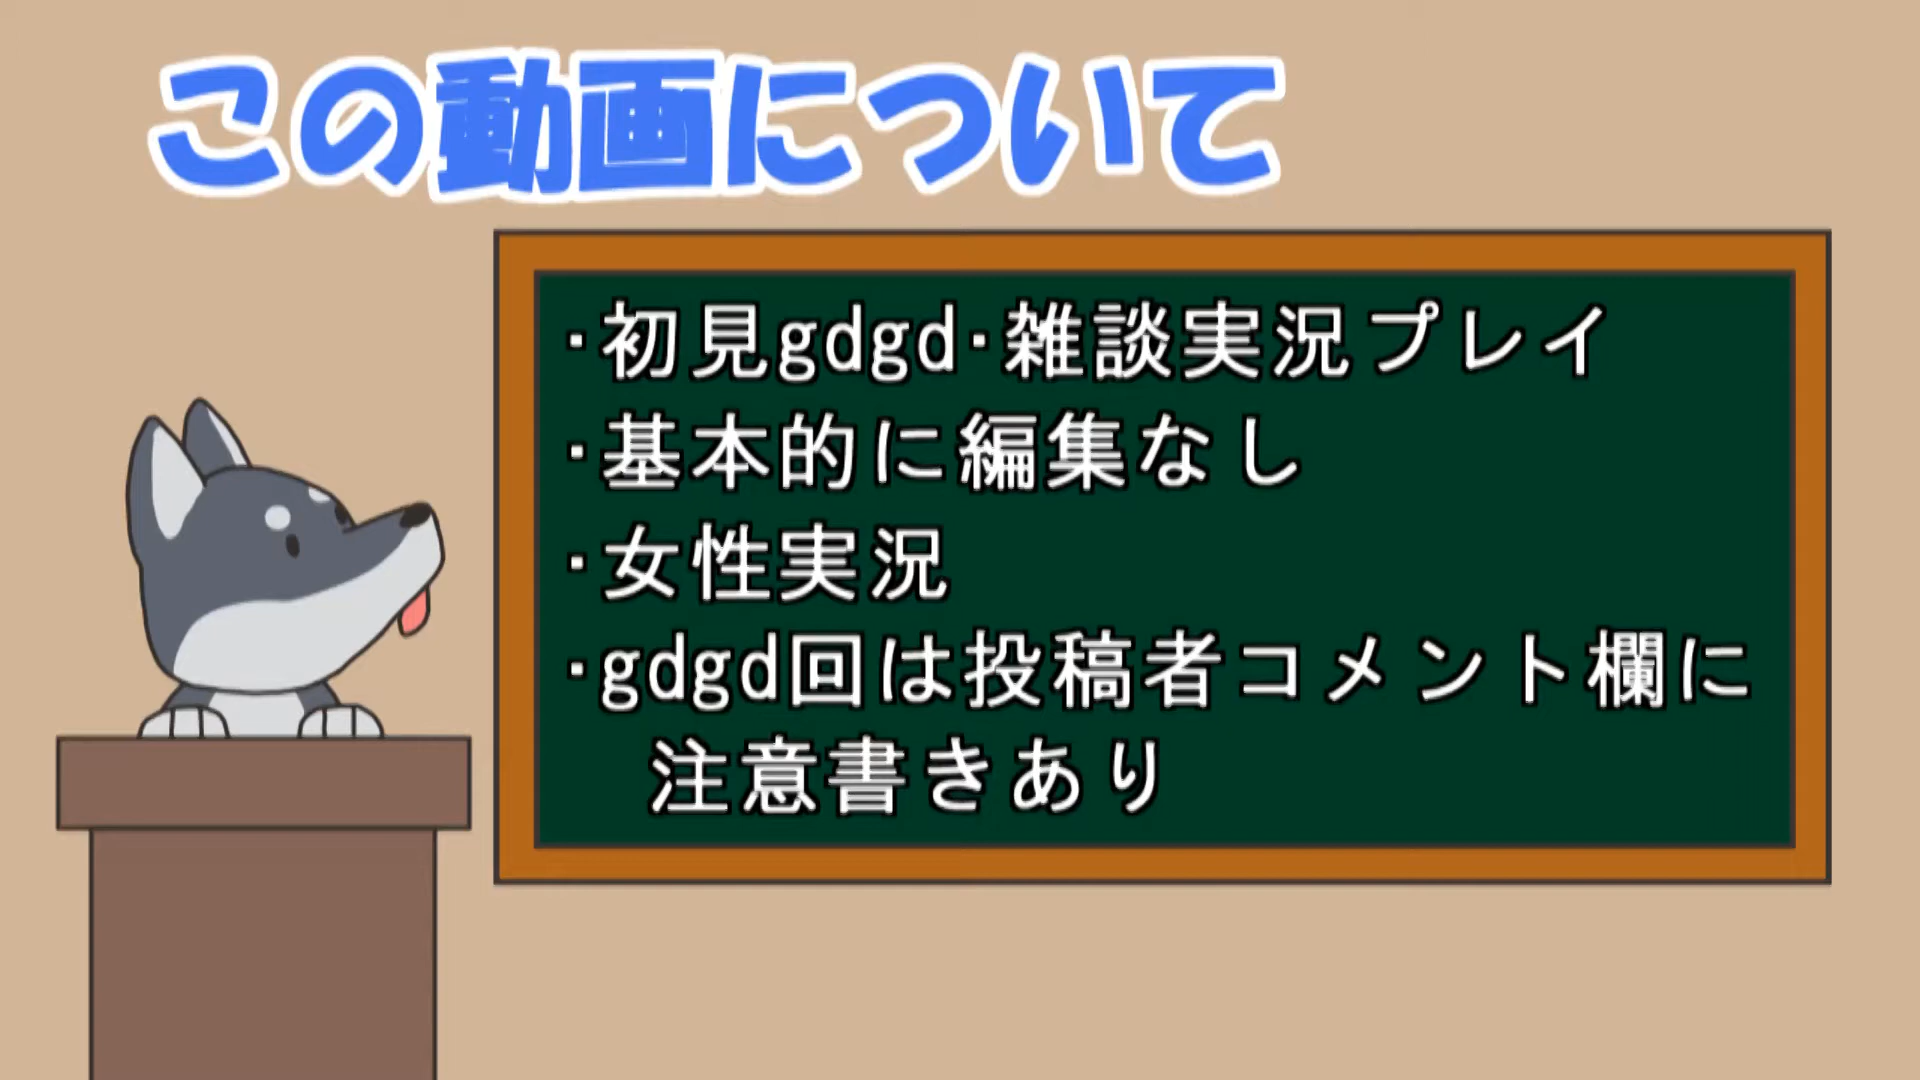 この動画について
・初見gdgd・雑談実況プレイ
・基本的に編集なし
・女性実況
・gdgd回は投稿者コメント欄に
注意書きあり